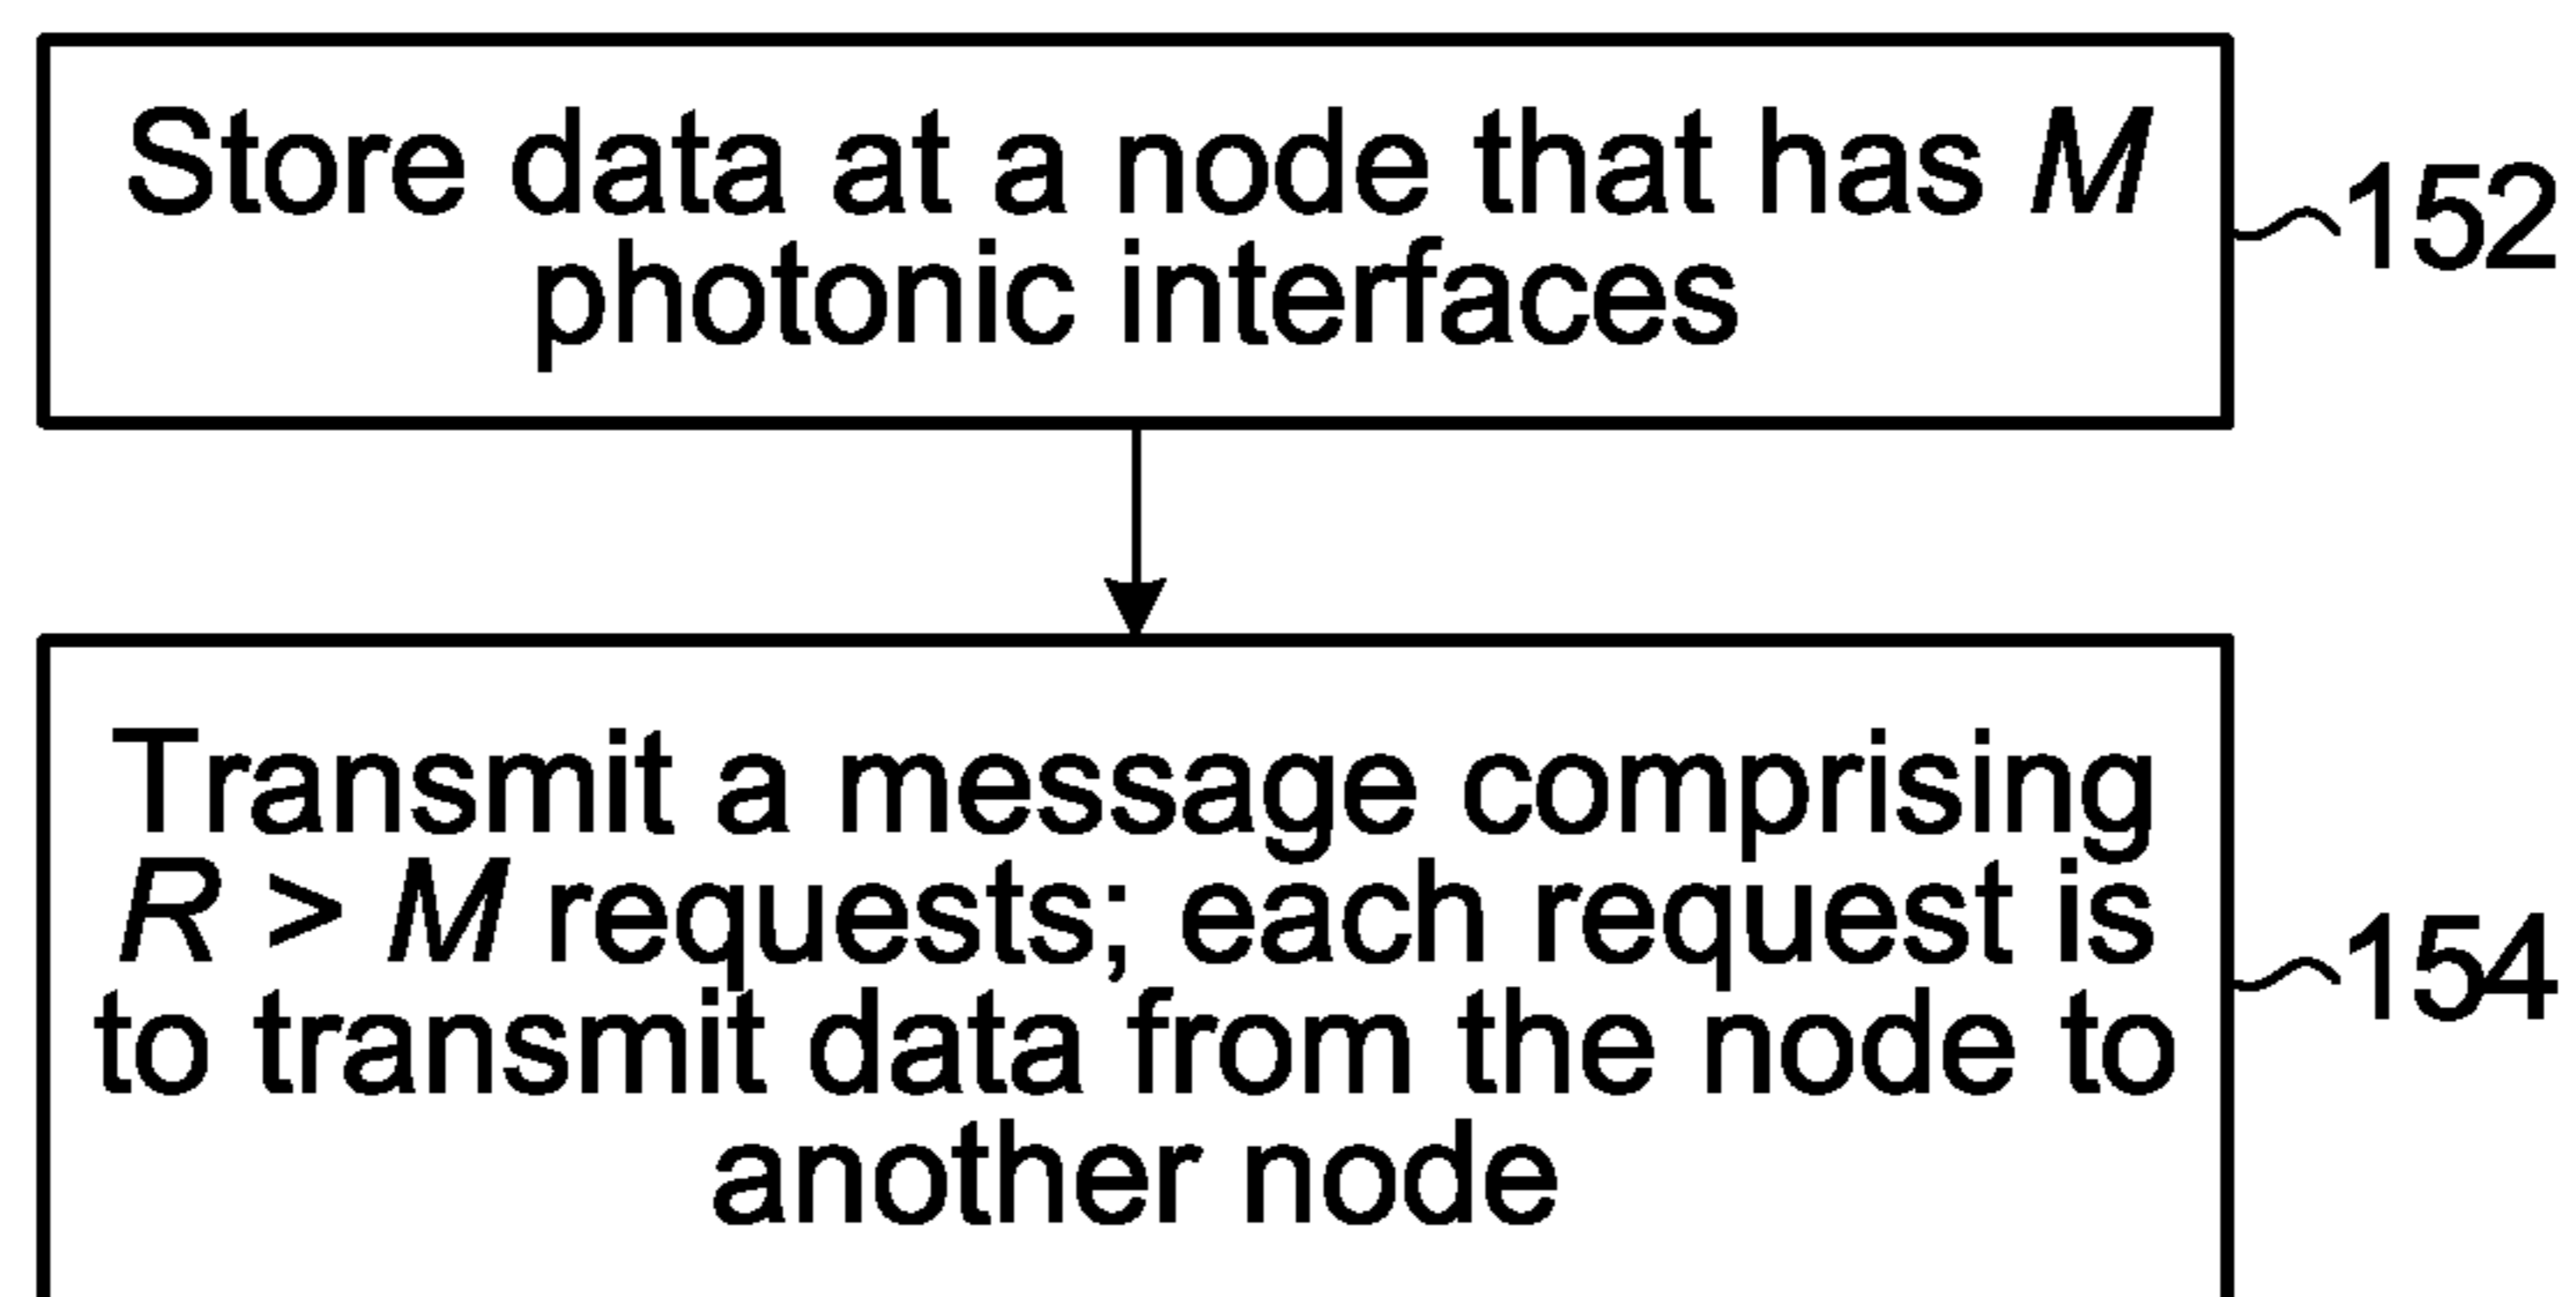 Store data at a node that has M
photonic interfaces
152
Transmit a message comprising
R > M requests; each request is
to transmit data from the node to
another node
154